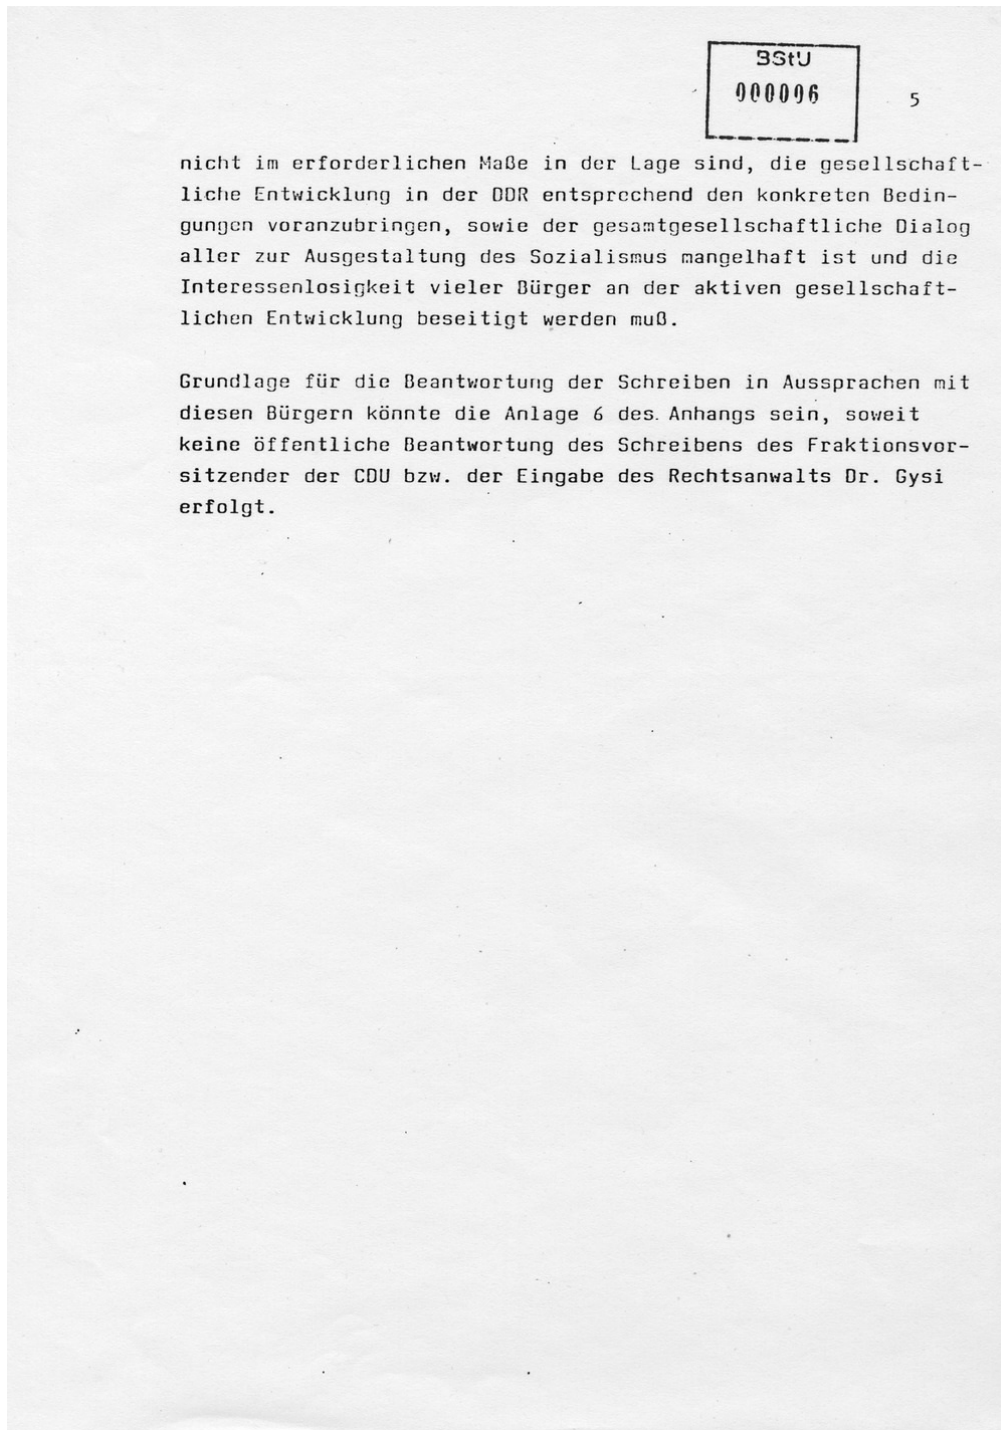 BStU
000006
5
nicht im erforderlichen Maße in der Lage sind, die gesellschaft-
liche Entwicklung in der DDR entsprechend den konkreten Bedin-
gungen voranzubringen, sowie der gesamtgesellschaftliche Dialog
aller zur Ausgestaltung des Sozialismus mangelhaft ist und die
Interessenlosigkeit vieler Bürger an der aktiven gesellschaft-
lichen Entwicklung beseitigt werden muß.
Grundlage für die Beantwortung der Schreiben in Aussprachen mit
diesen Bürgern könnte die Anlage 6 des Anhangs sein, soweit
keine öffentliche Beantwortung des Schreibens des Fraktionsvor-
sitzender der CDU bzw. der Eingabe des Rechtsanwalts Dr. Gysi
erfolgt.